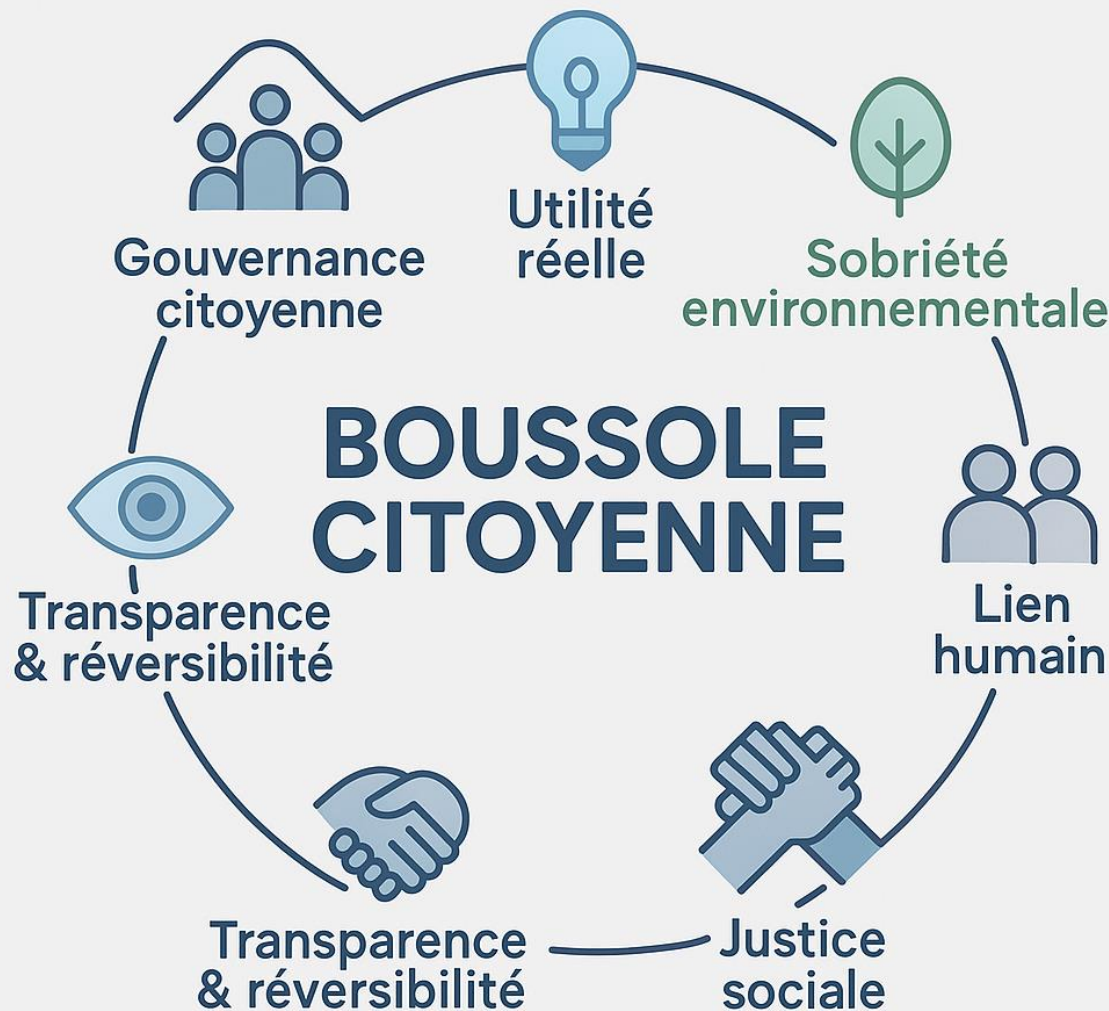 Utilité
réelle
Gouvernance
citoyenne
Sobriété
environnementale
BOUSSOLE
CITOYENNE
Transparence
& réversibilité
Lien
humain
Transparence
& réversibilité
Justice
sociale